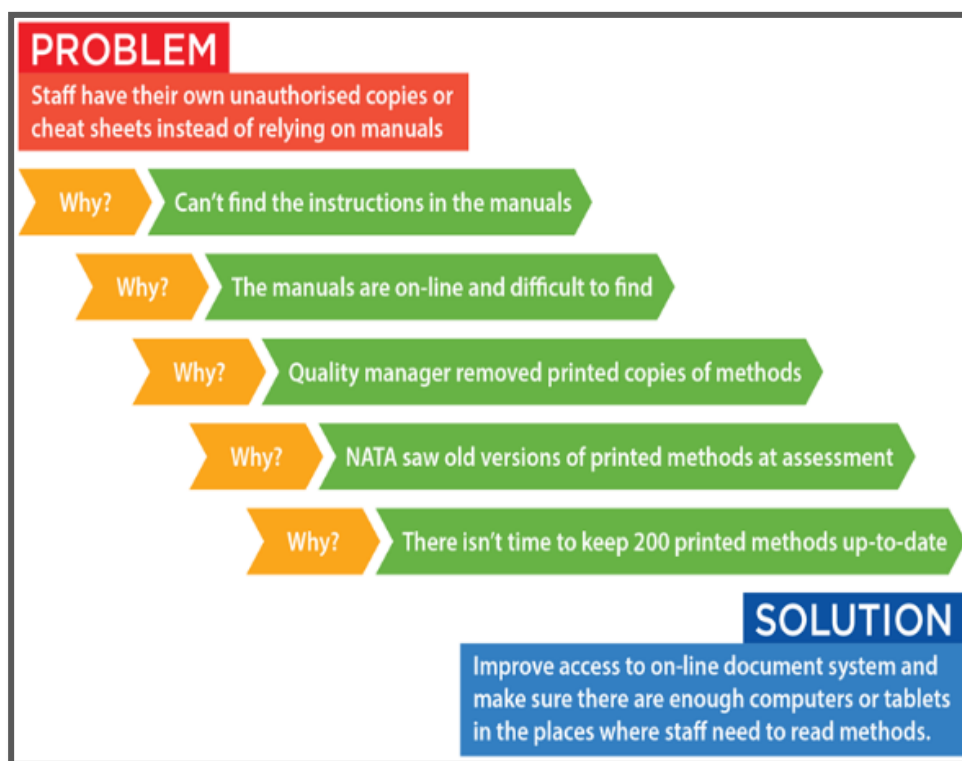 PROBLEM
Staff have their own unauthorised copies or
cheat sheets instead of relying on manuals
Why? Can't find the instructions in the manuals
Why? The manuals are on-line and difficult to find
Why? Quality manager removed printed copies of methods
Why? NATA saw old versions of printed methods at assessment
Why? There isn't time to keep 200 printed methods up-to-date
SOLUTION
Improve access to on-line document system and
make sure there are enough computers or tablets
in the places where staff need to read methods.